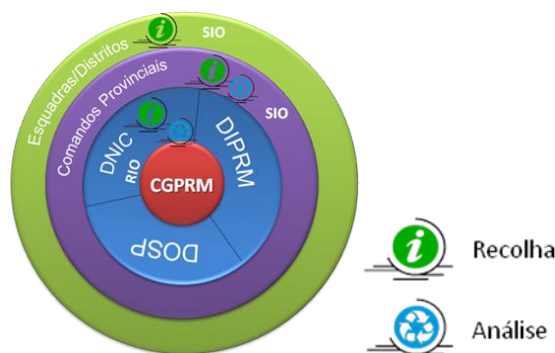 SIO
Esquadras/Distritos
Comandos Provinciais
SIO
DNIC
RIO
DIPRM
CGPRM
DOSP
Recolha
Análise